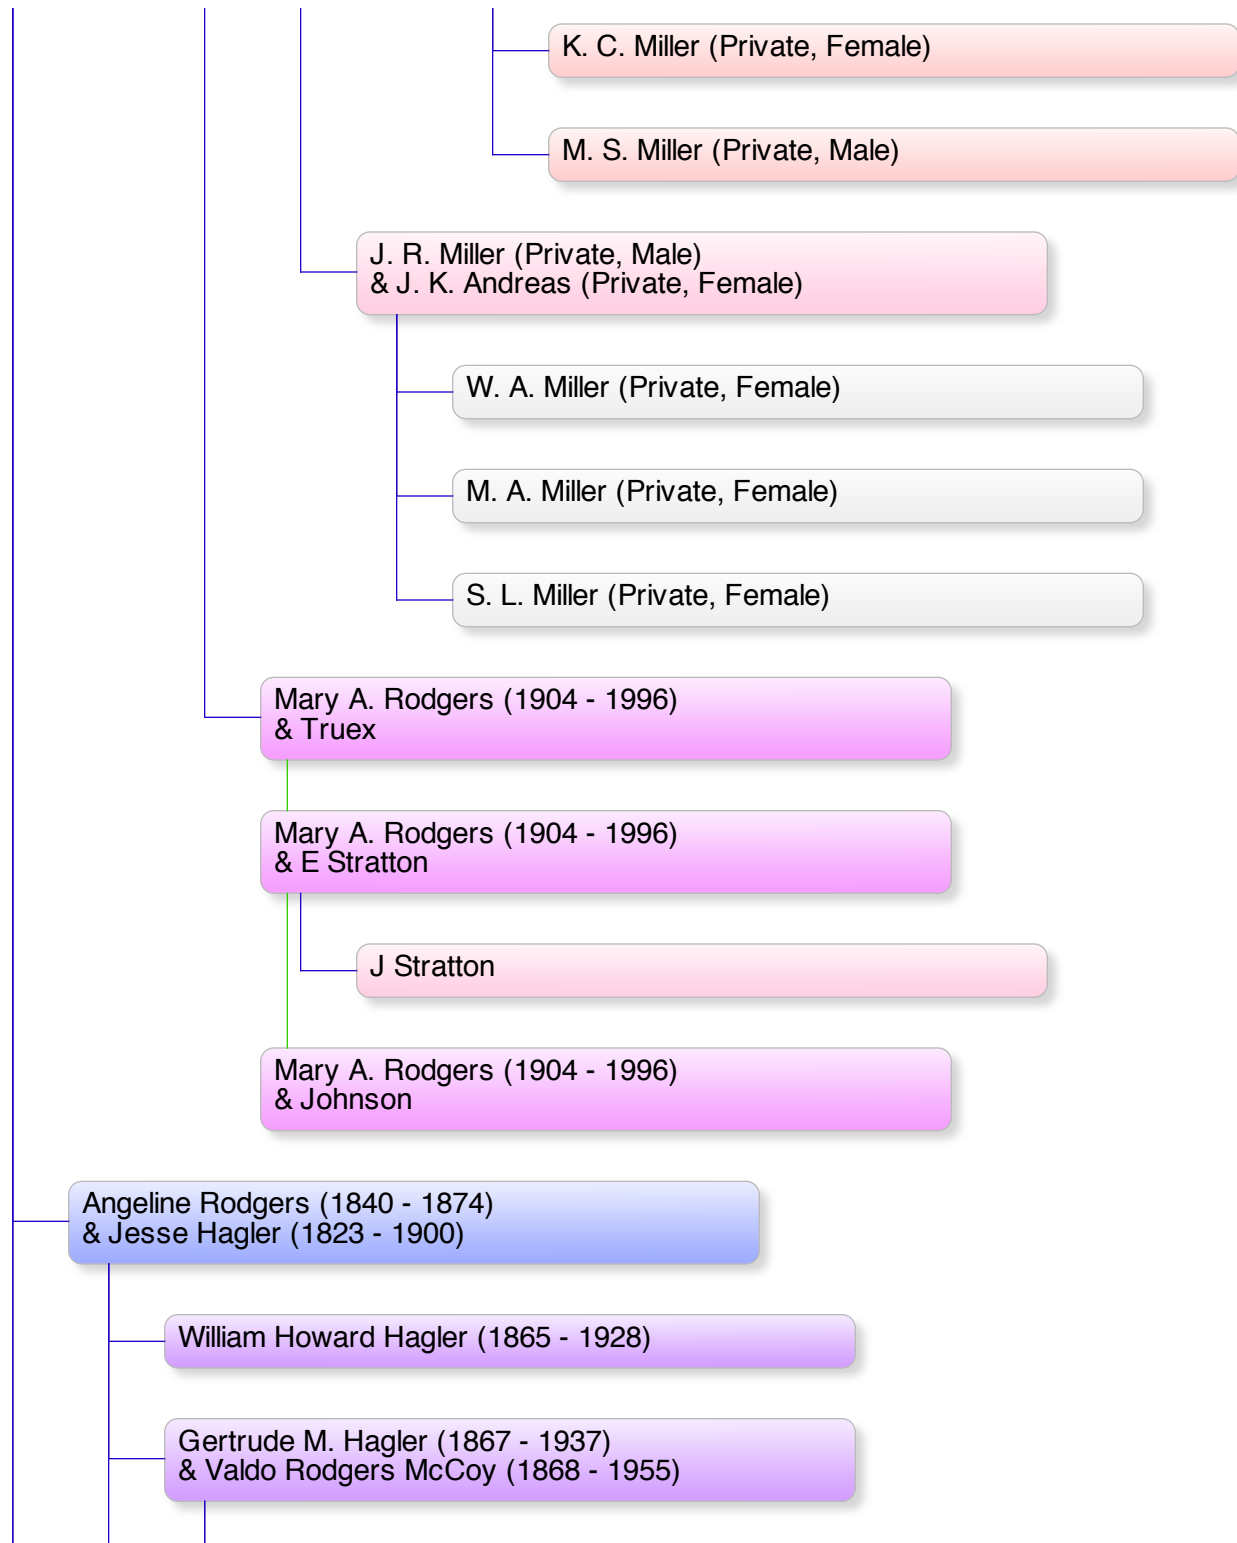 K. C. Miller (Private, Female)
M. S. Miller (Private, Male)
J. R. Miller (Private, Male)
& J. K. Andreas (Private, Female)
W. A. Miller (Private, Female)
M. A. Miller (Private, Female)
S. L. Miller (Private, Female)
Mary A. Rodgers (1904 - 1996)
& Truex
Mary A. Rodgers (1904 - 1996)
& E Stratton
J Stratton
Mary A. Rodgers (1904 - 1996)
& Johnson
Angeline Rodgers (1840 - 1874)
& Jesse Hagler (1823 - 1900)
William Howard Hagler (1865 - 1928)
Gertrude M. Hagler (1867 - 1937)
& Valdo Rodgers McCoy (1868 - 1955)